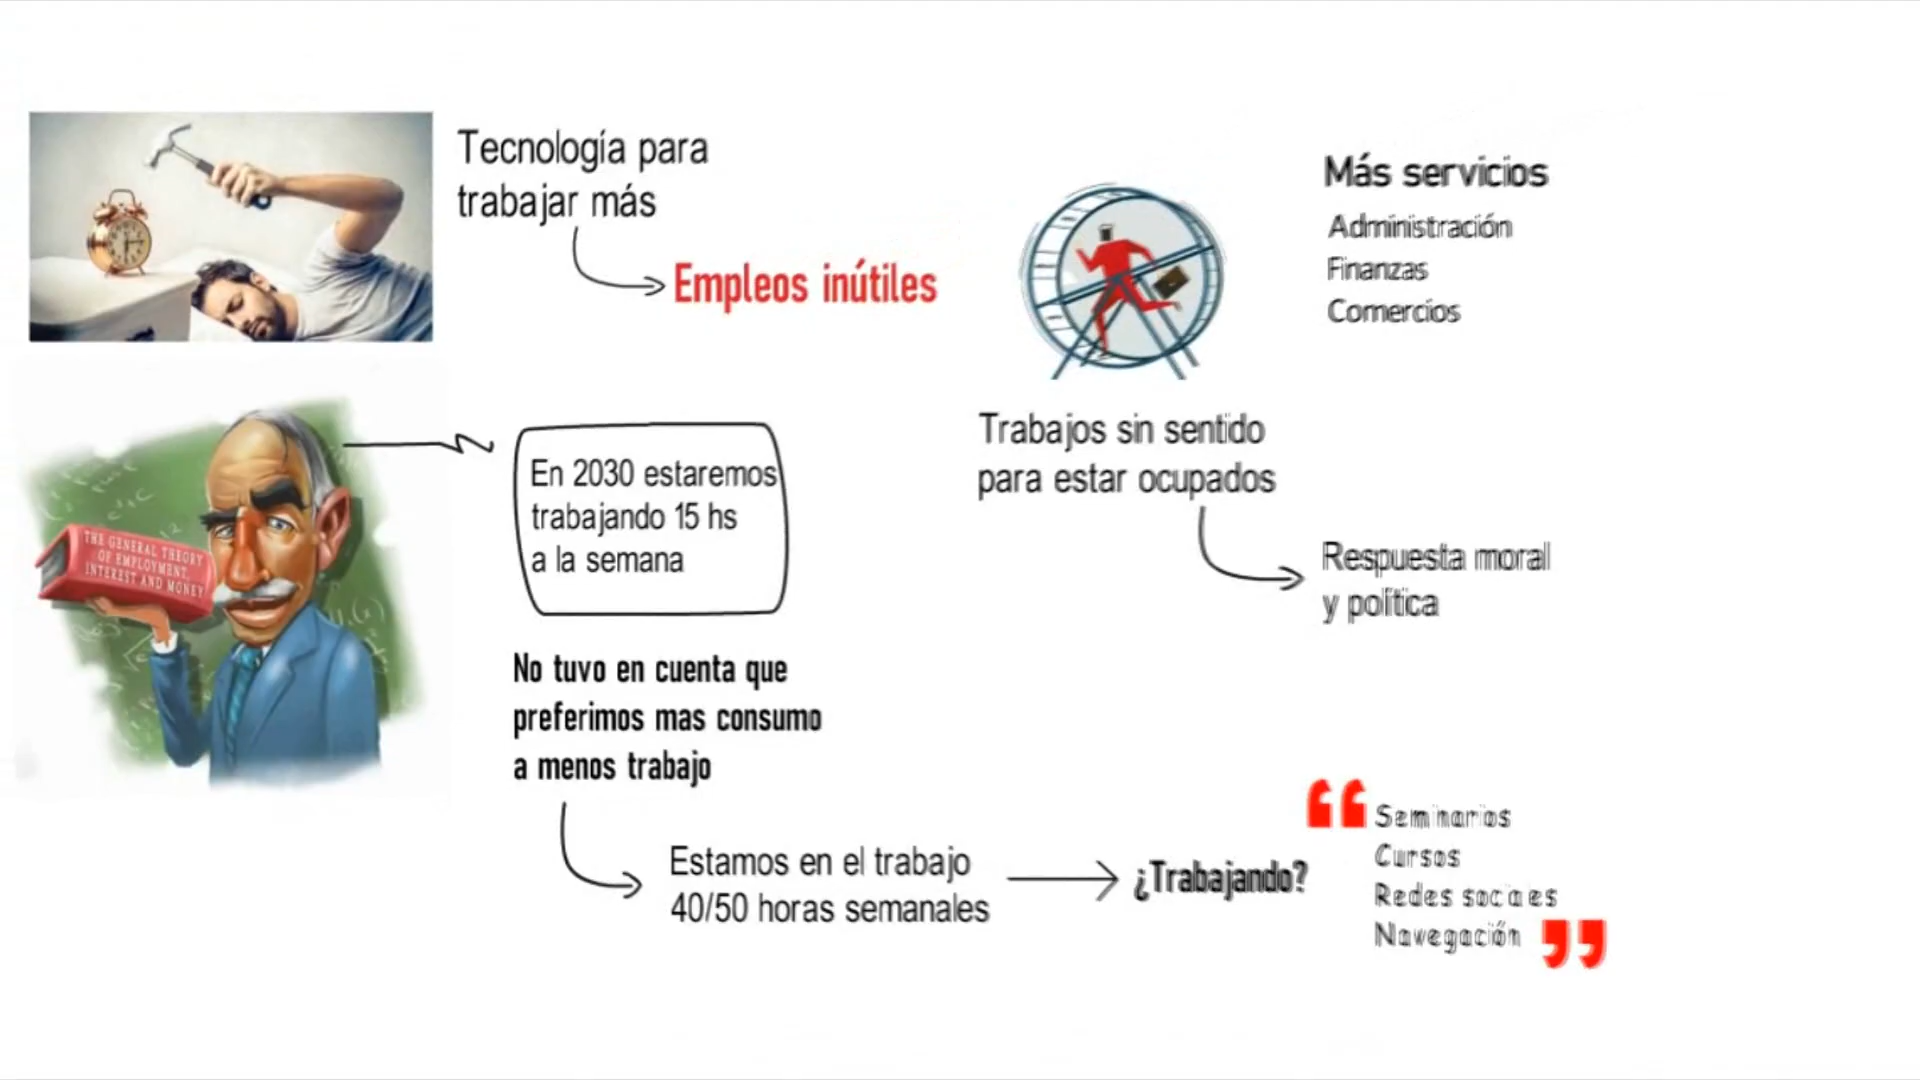 Tecnología para
trabajar más
Empleos inútiles
THE GENERAL THEORY
OF EMPLOYMENT,
INTEREST AND MONEY
En 2030 estaremos
trabajando 15 hs
a la semana
No tuvo en cuenta que
preferimos mas consumo
a menos trabajo
Estamos en el trabajo
40/50 horas semanales
¿Trabajando?
“ Seminarios
Cursos
Redes sociales
Navegación ”
Trabajos sin sentido
para estar ocupados
Respuesta moral
y política
Más servicios
Administración
Finanzas
Comercios